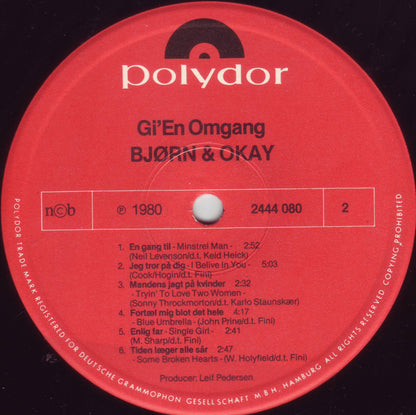 polydor
Gi'En Omgang
BJØRN & OKAY
n©b
℗ 1980
2444 080
2
1. En gang til - Minstrel Man - 2:52
(Neil Levenson/d.t. Keld Heick)
2. Jeg tror på dig - I Belive in You - 5:03
(Cook/Hogin/d.t. Fini)
3. Mandens jagt på kvinder 2:32
- Tryin' To Love Two Women -
(Sonny Throckmorton/d.t. Karlo Staunskær)
4. Fortæl mig blot det hele 4:17
- Blue Umbrella - (John Prine/d.t. Fini)
5. Enlig far - Single Girl - 2:41
(M. Sharp/d.t. Fini)
6. Tiden læger alle sår 2:47
- Some Broken Hearts - (W. Holyfield/d.t. Fini)
Producer: Leif Pedersen
POLYDOR TRADE MARK REGISTERED FOR DEUTSCHE GRAMMOPHON GESELLSCHAFT M.B.H. HAMBURG ALL RIGHTS RESERVED COPYING PROHIBITED